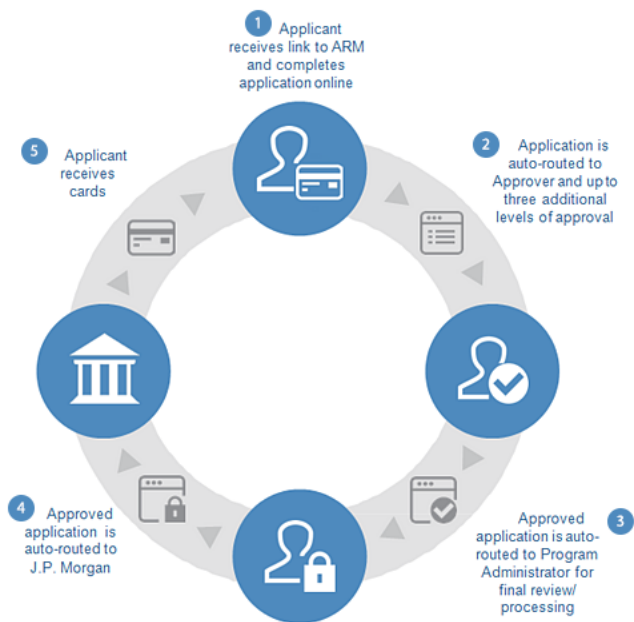 1 Applicant
receives link to ARM
and completes
application online
2 Application is
auto-routed to
Approver and up to
three additional
levels of approval
3
Approved
application is auto-
routed to Program
Administrator for
final review/
processing
4 Approved
application is
auto-routed to
J.P. Morgan
5 Applicant
receives
cards